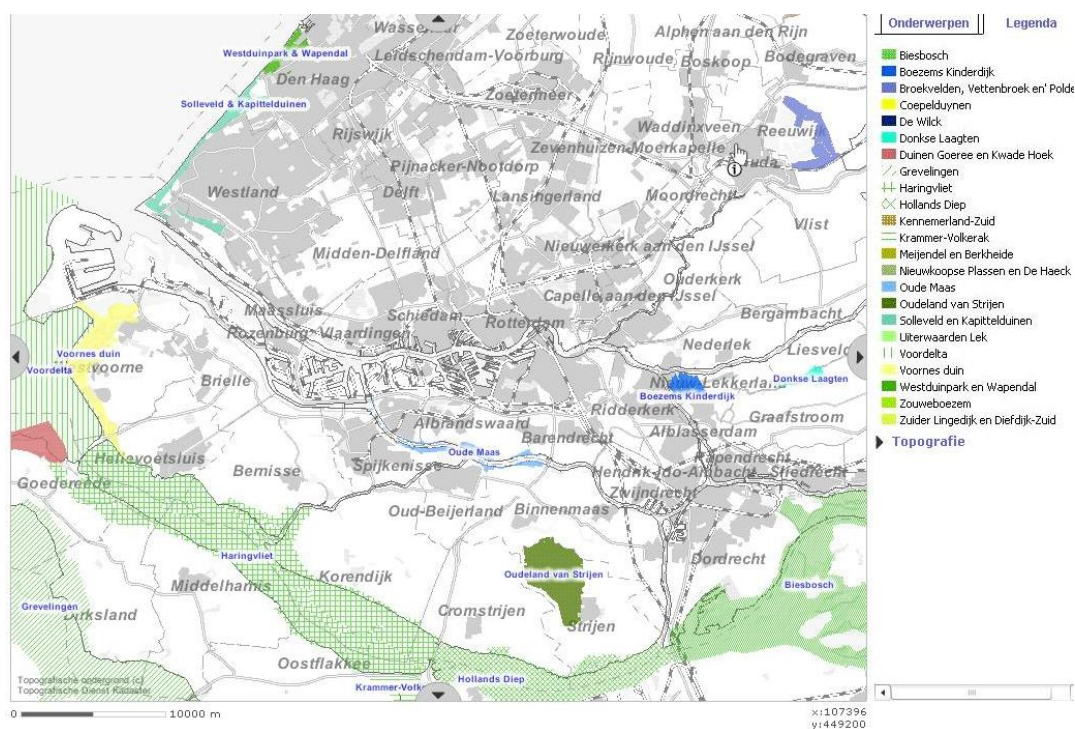 Onderwerpen
Legenda
Biesbosch
Boezems Kinderdijk
Broekvelden, Vettenbroek en' Polde
Coepelduynen
De Wilck
Donkse Laagten
Duinen Goeree en Kwade Hoek
Grevelingen
Haringvliet
Hollands Diep
Kennemerland-Zuid
Krammer-Volkerak
Meijendel en Berkheide
Nieuwkoopse Plassen en De Haeck
Oude Maas
Oudeland van Strijen
Solleveld en Kapittelduinen
Uiterwaarden Lek
Voordelta
Voornes duin
Westduinpark en Wapendal
Zouweboezem
Zuider Lingedijk en Diefdijk-Zuid
Topografie
Wassenaar
Zoeterwoude
Alphen aan den Rijn
Westduinpark & Wapendal
Leidschendam-Voorburg
Rijnwoude
Boskoop
Bodegraven
Den Haag
Zoetermeer
Solleveld & Kapittelduinen
Rijswijk
Waddinxveen
Reeuwijk
Zevenhuizen-Moerkapelle
Pijnacker-Nootdorp
uda
Westland
Delft
Lansingerland
Moordrecht
Vlist
Midden-Delfland
Nieuwerkerk aan den IJssel
Ouderkerk
Capelle aan den IJssel
Maassluis
Schiedam
Rotterdam
Bergambacht
Rozenburg
Vlaardingen
Nederlek
Liesveld
Voornes duin
Voordelta
stvoorne
Brielle
Donkse Laagten
Nieuw-Lekkerla...
Boezems Kinderdijk
Ridderkerk
Graafstroom
Albrandswaard
Barendrecht
Alblasserdam
Hellevoetsluis
Oude Maas
Spijkenisse
Bernisse
Papendrecht
Hendrik-Ido-Ambacht
Sliedrecht
Goedereede
Zwijndrecht
Oud-Beijerland
Binnenmaas
Haringvliet
Dordrecht
Oudeland van Strijen
Korendijk
Middelharnis
Biesbosch
Grevelingen
Dirksland
Cromstrijen
Strijen
Oostflakkee
Topografische ondergrond (c)
Topografische Dienst Kadaster
Krammer-Volke
Hollands Diep
0
10000 m
x:107396
y:449200